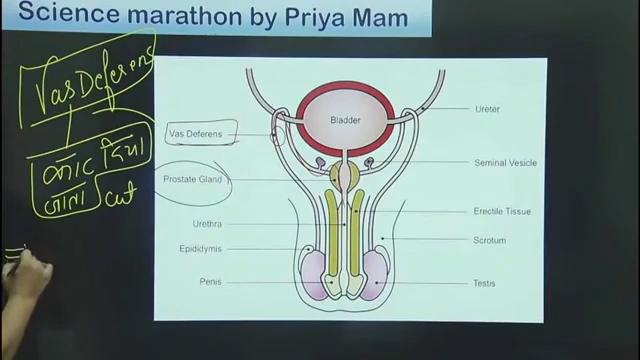 Science marathon by Priya Mam
Vas Deferens
काट दिया
जाना cut
Bladder
Vas Deferens
Prostate Gland
Urethra
Epididymis
Penis
Ureter
Seminal Vesicle
Erectile Tissue
Scrotum
Testis